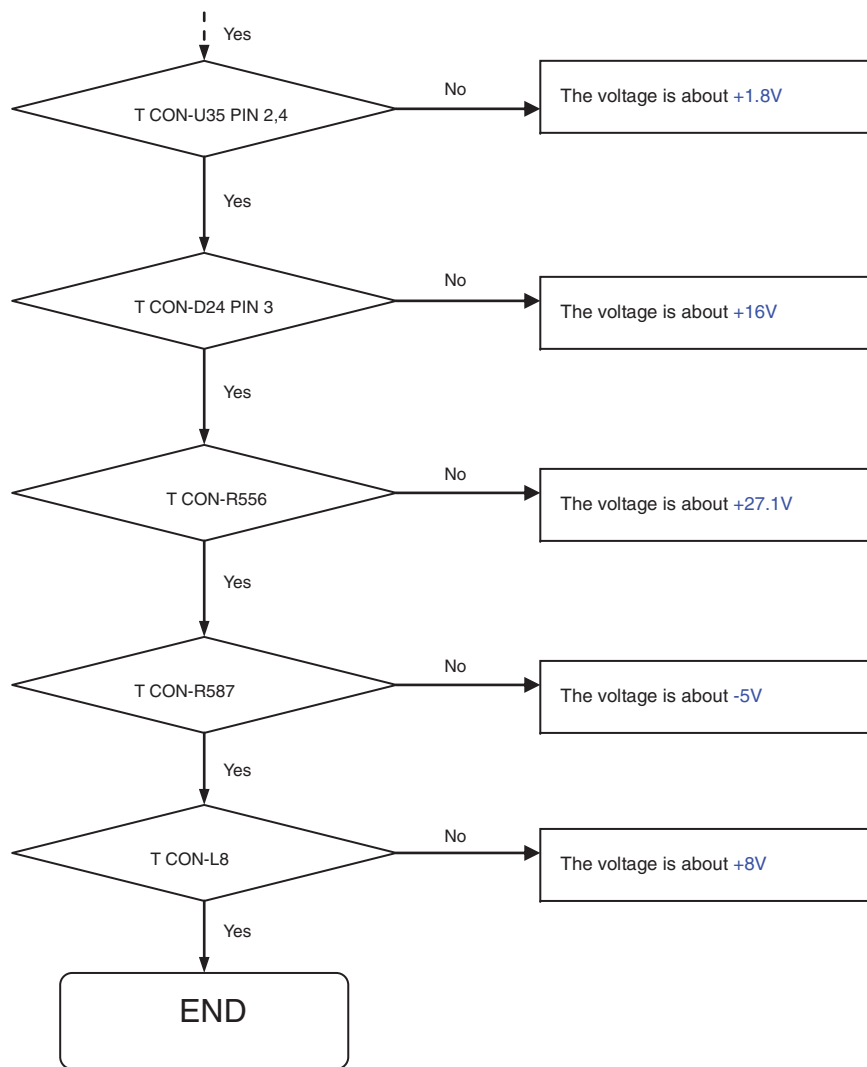 Yes
T CON-U35 PIN 2,4
No
The voltage is about +1.8V
Yes
T CON-D24 PIN 3
No
The voltage is about +16V
Yes
T CON-R556
No
The voltage is about +27.1V
Yes
T CON-R587
No
The voltage is about -5V
Yes
T CON-L8
No
The voltage is about +8V
Yes
END